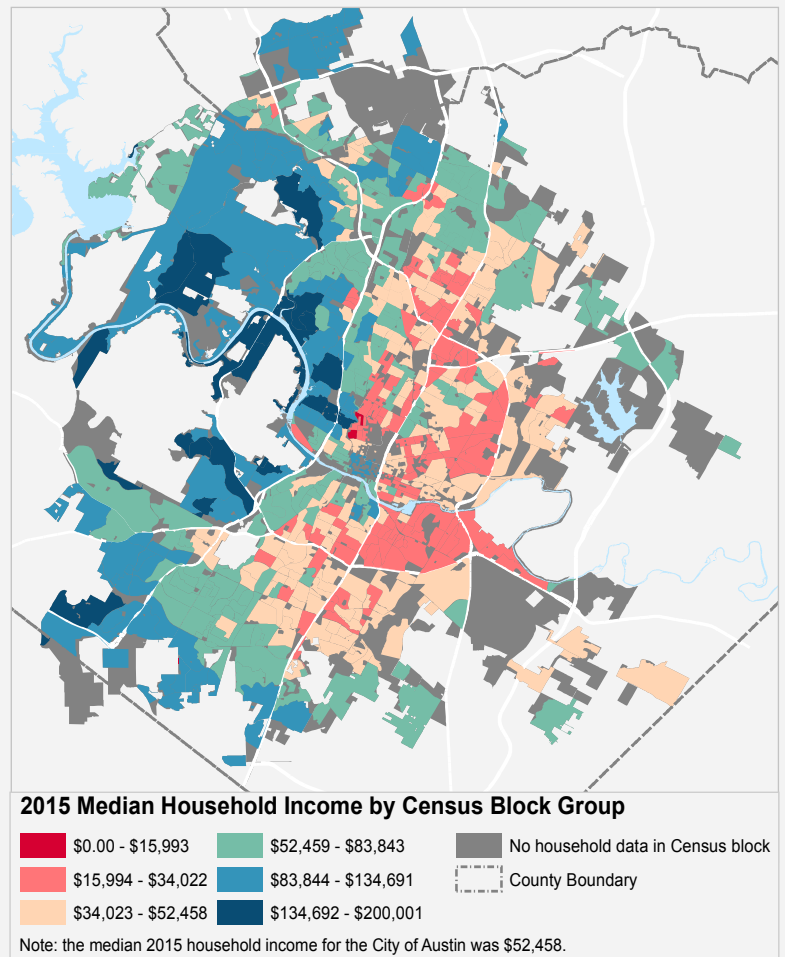 2015 Median Household Income by Census Block Group
$0.00 - $15,993
$52,459 - $83,843
No household data in Census block
$15,994 - $34,022
$83,844 - $134,691
County Boundary
$34,023 - $52,458
$134,692 - $200,001
Note: the median 2015 household income for the City of Austin was $52,458.